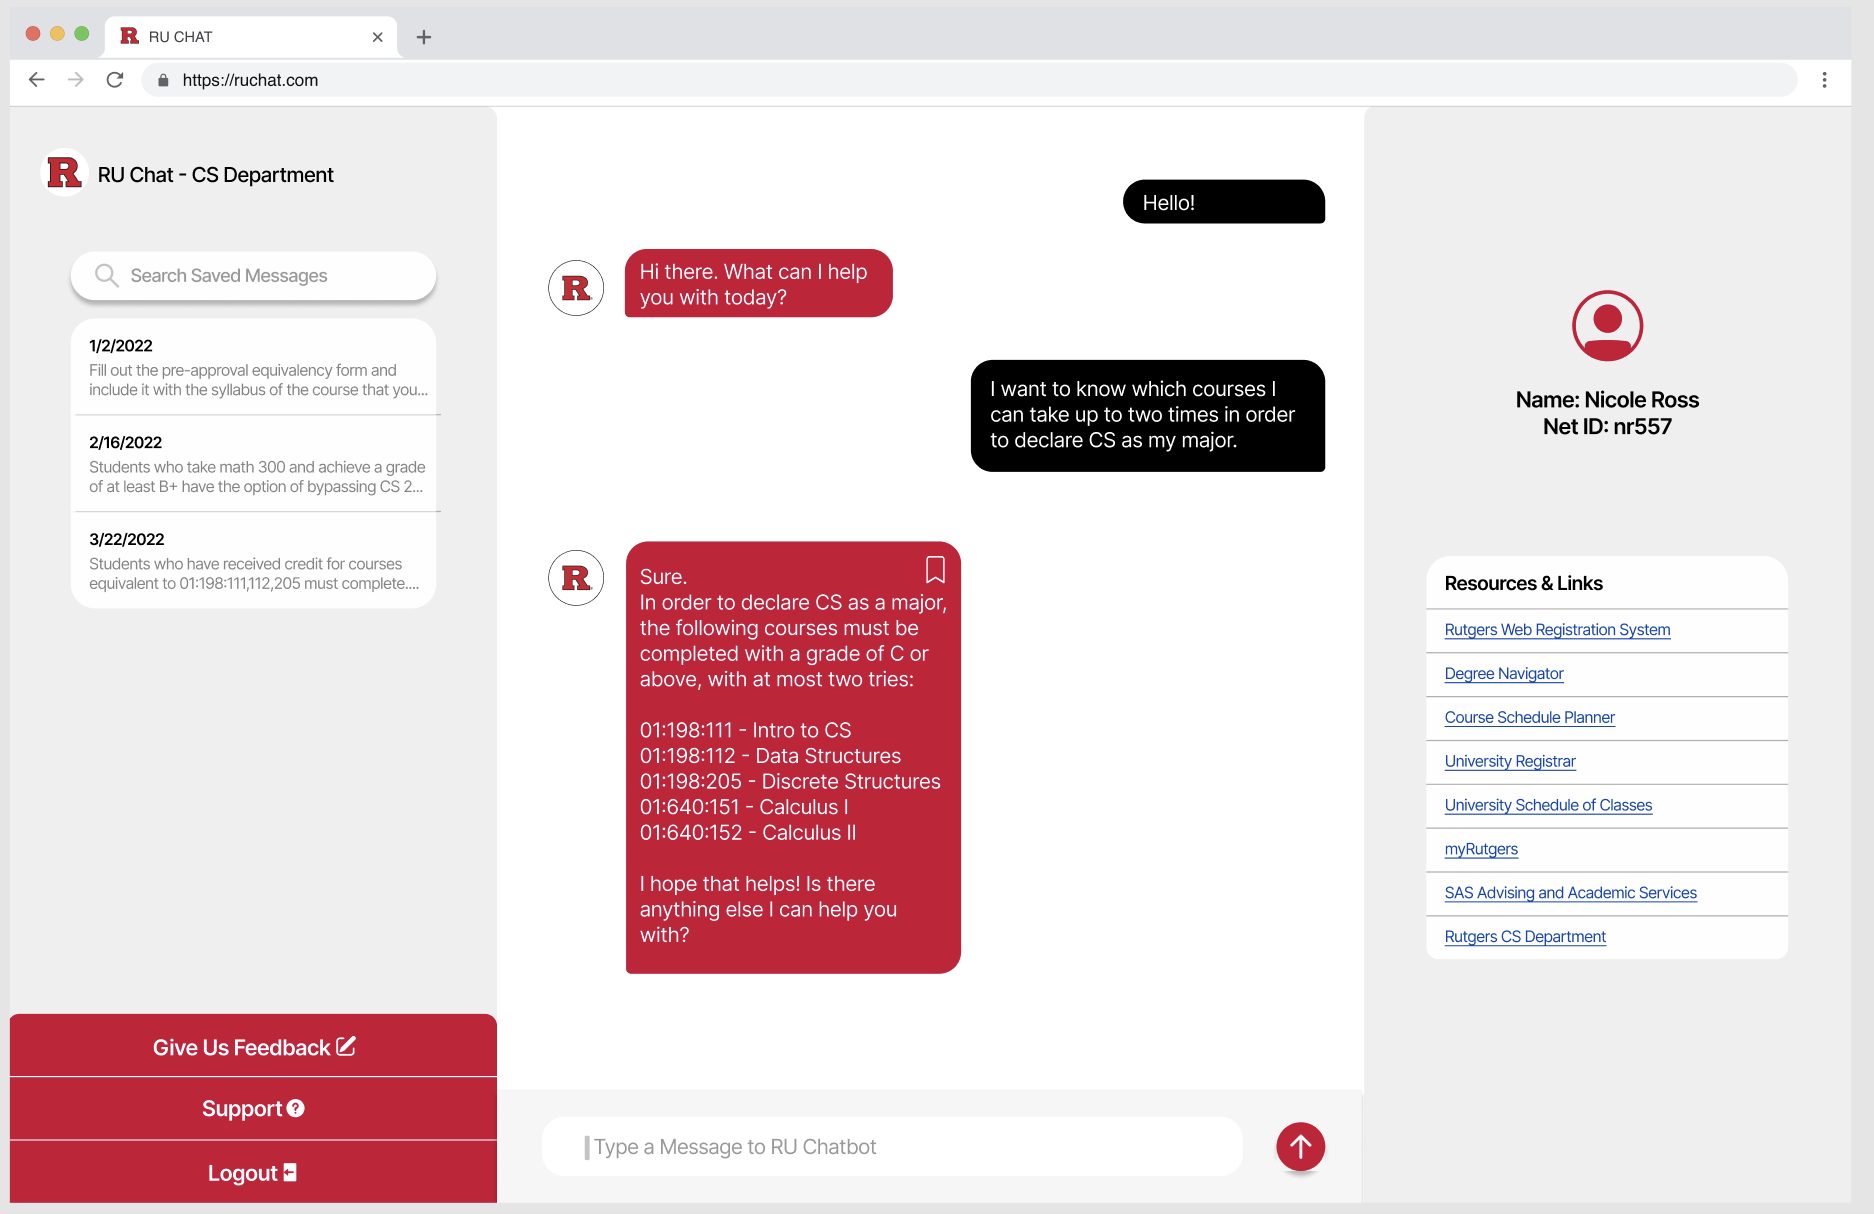 R RU CHAT
https://ruchat.com
R RU Chat - CS Department
Search Saved Messages
1/2/2022
Fill out the pre-approval equivalency form and
include it with the syllabus of the course that you...
2/16/2022
Students who take math 300 and achieve a grade
of at least B+ have the option of bypassing CS 2...
3/22/2022
Students who have received credit for courses
equivalent to 01:198:111,112,205 must complete....
Give Us Feedback
Support ?
Logout
Hello!
R
Hi there. What can I help
you with today?
I want to know which courses I
can take up to two times in order
to declare CS as my major.
R
Sure.
In order to declare CS as a major,
the following courses must be
completed with a grade of C or
above, with at most two tries:
01:198:111 - Intro to CS
01:198:112 - Data Structures
01:198:205 - Discrete Structures
01:640:151 - Calculus I
01:640:152 - Calculus II
I hope that helps! Is there
anything else I can help you
with?
Type a Message to RU Chatbot
Name: Nicole Ross
Net ID: nr557
Resources & Links
Rutgers Web Registration System
Degree Navigator
Course Schedule Planner
University Registrar
University Schedule of Classes
myRutgers
SAS Advising and Academic Services
Rutgers CS Department